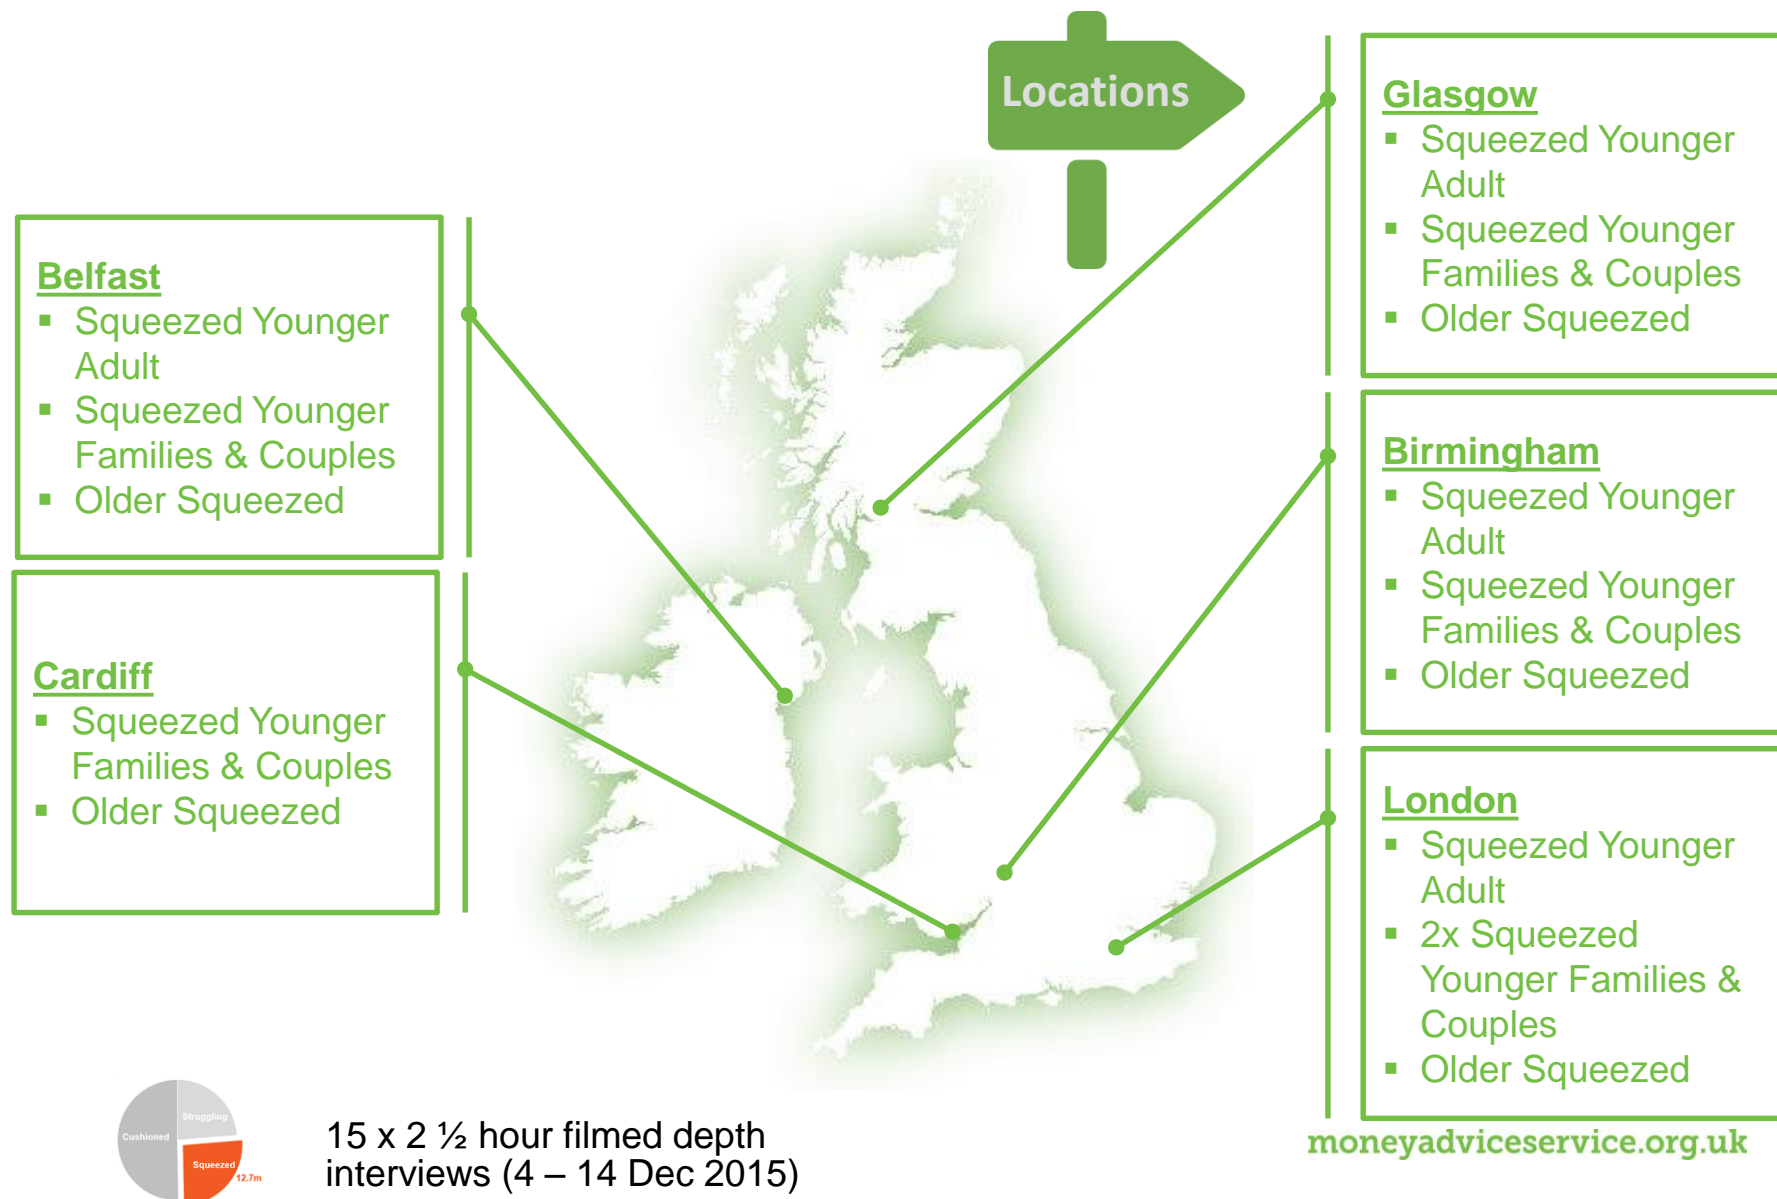 Locations
Belfast
▪ Squeezed Younger
Adult
▪ Squeezed Younger
Families & Couples
▪ Older Squeezed
Cardiff
▪ Squeezed Younger
Families & Couples
▪ Older Squeezed
Glasgow
▪ Squeezed Younger
Adult
▪ Squeezed Younger
Families & Couples
▪ Older Squeezed
Birmingham
▪ Squeezed Younger
Adult
▪ Squeezed Younger
Families & Couples
▪ Older Squeezed
London
▪ Squeezed Younger
Adult
▪ 2x Squeezed
Younger Families &
Couples
▪ Older Squeezed
Struggling
Cushioned
Squeezed
12.7m
15 x 2 ½ hour filmed depth
interviews (4 – 14 Dec 2015)
moneyadviceservice.org.uk